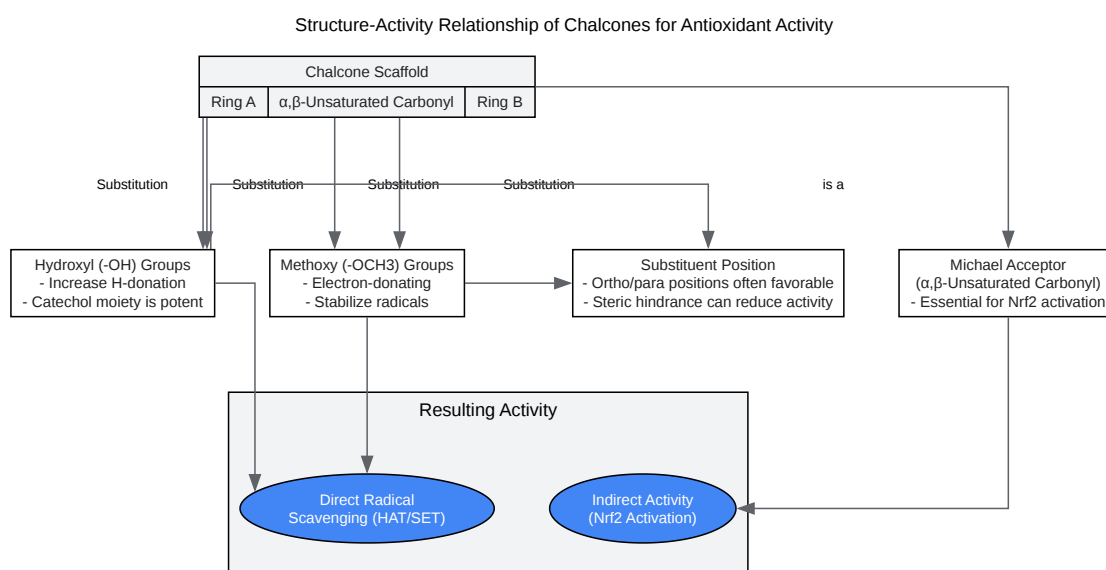 Structure-Activity Relationship of Chalcones for Antioxidant Activity
Chalcone Scaffold
Ring A
α,β-Unsaturated Carbonyl
Ring B
Substitution
Substitution
Substitution
Substitution
is a
Hydroxyl (-OH) Groups
- Increase H-donation
- Catechol moiety is potent
Methoxy (-OCH3) Groups
- Electron-donating
- Stabilize radicals
Substituent Position
- Ortho/para positions often favorable
- Steric hindrance can reduce activity
Michael Acceptor
(α,β-Unsaturated Carbonyl)
- Essential for Nrf2 activation
Resulting Activity
Direct Radical
Scavenging (HAT/SET)
Indirect Activity
(Nrf2 Activation)